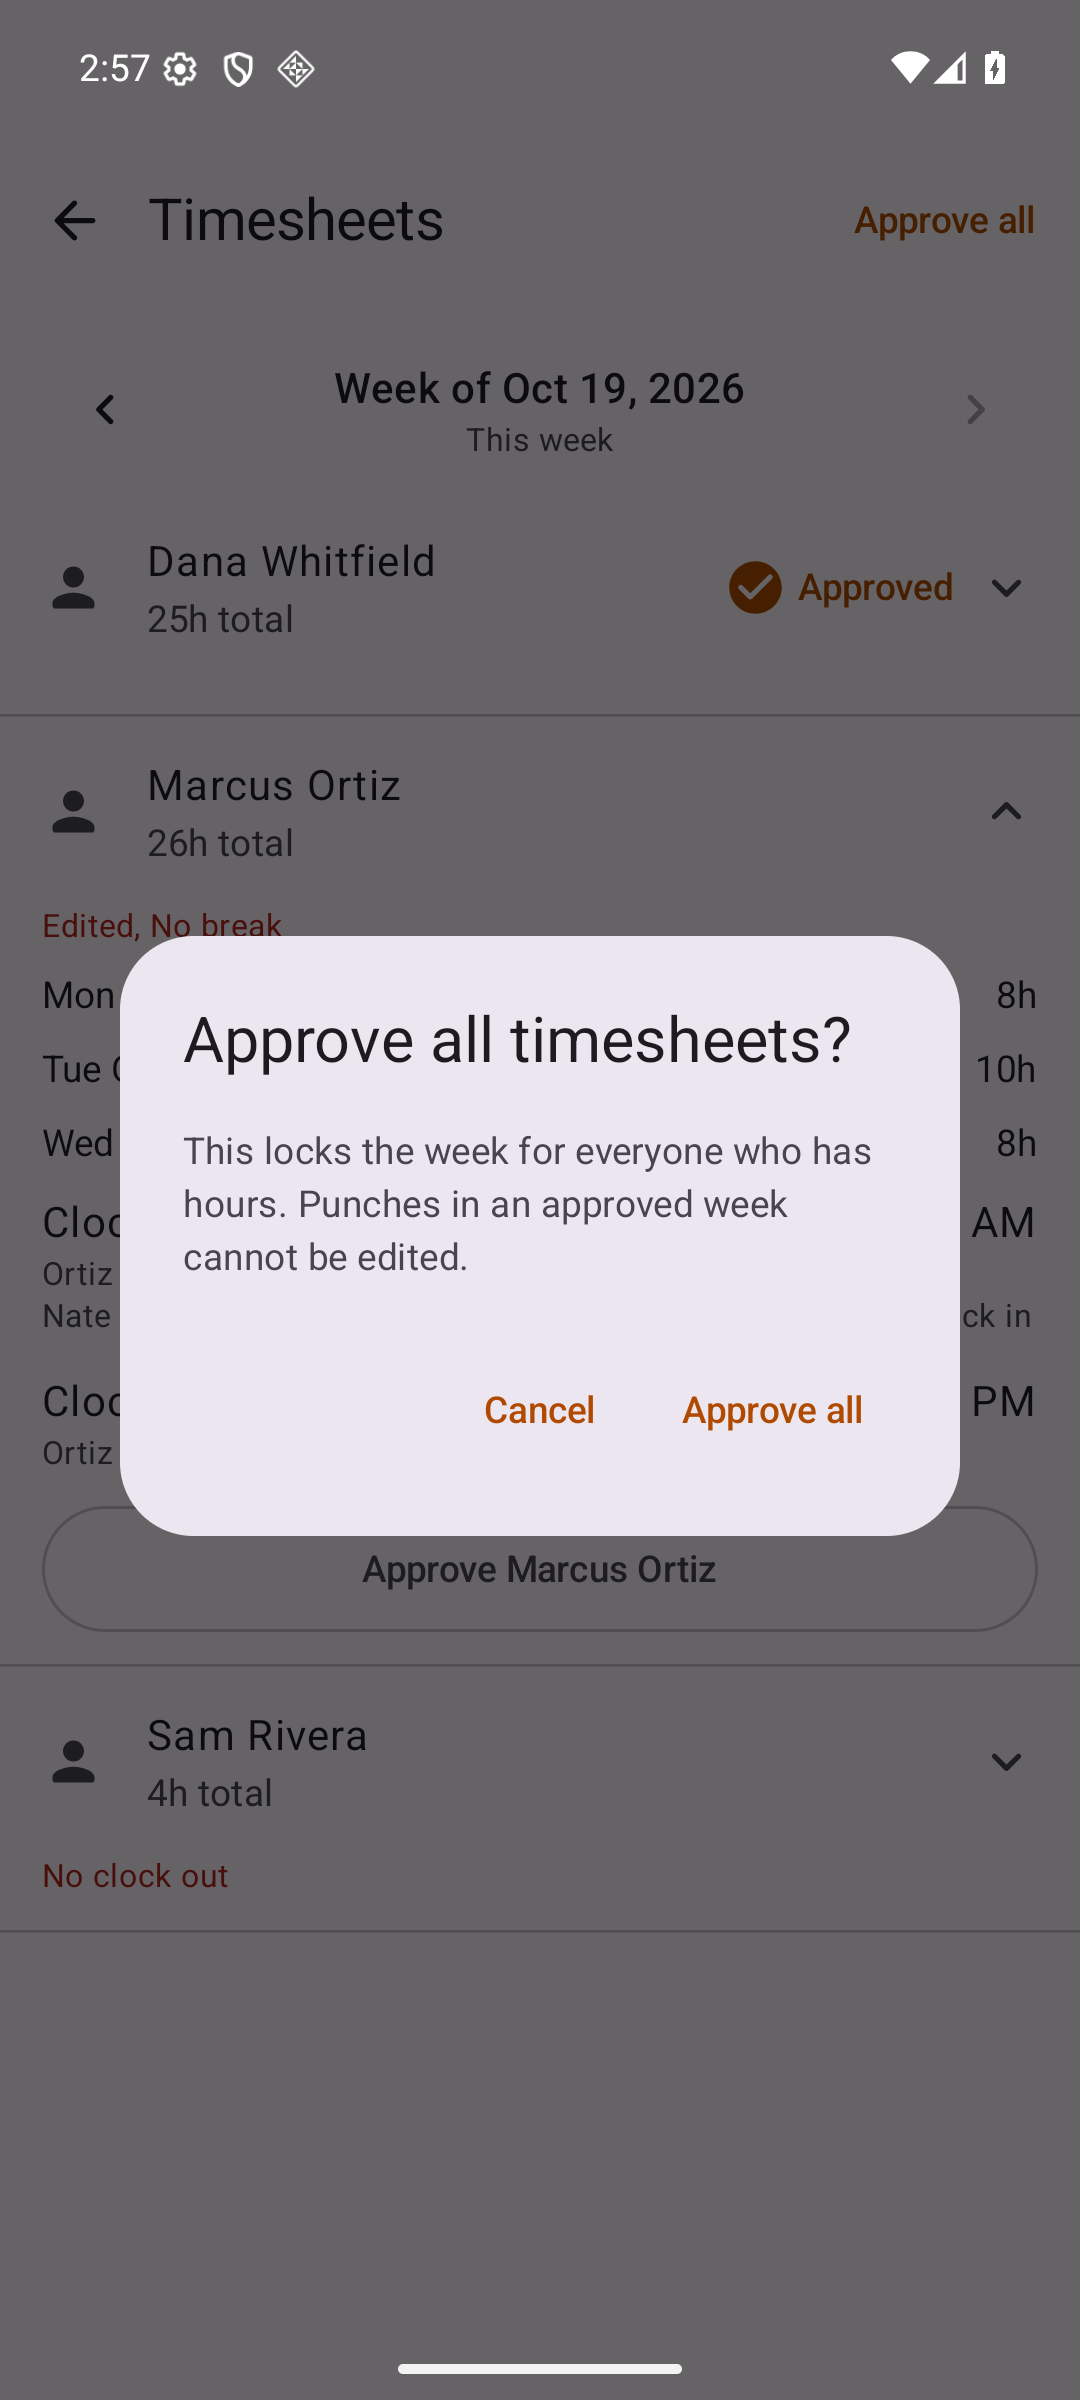 2:57
Timesheets
Approve all
Week of Oct 19, 2026
This week
Dana Whitfield
25h total
Approved
Marcus Ortiz
26h total
Edited, No break
Mon 8h
Tue 10h
Wed 8h
AM
Ortiz
Nate ck in
PM
Ortiz
Approve all timesheets?
This locks the week for everyone who has
hours. Punches in an approved week
cannot be edited.
Cancel
Approve all
Approve Marcus Ortiz
Sam Rivera
4h total
No clock out